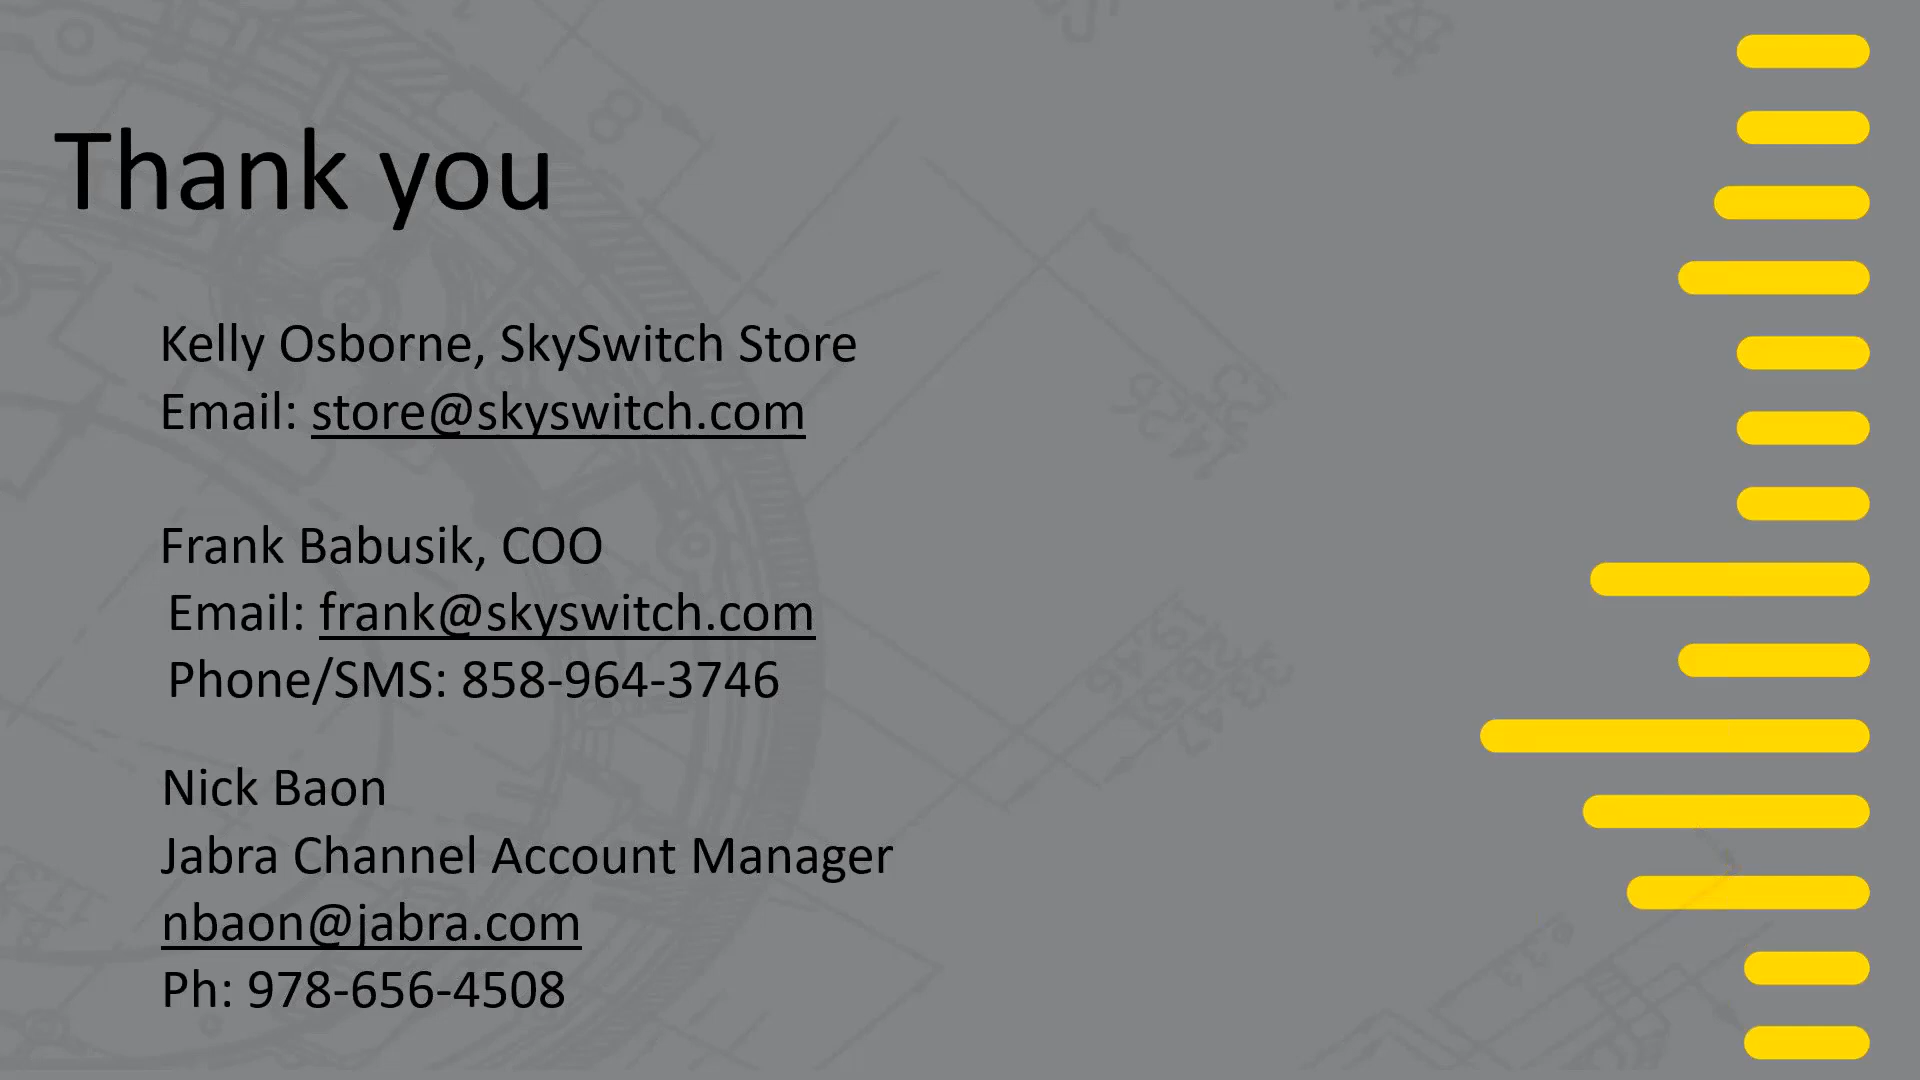 Thank you
Kelly Osborne, SkySwitch Store
Email: store@skyswitch.com
Frank Babusik, COO
Email: frank@skyswitch.com
Phone/SMS: 858-964-3746
Nick Baon
Jabra Channel Account Manager
nbaon@jabra.com
Ph: 978-656-4508